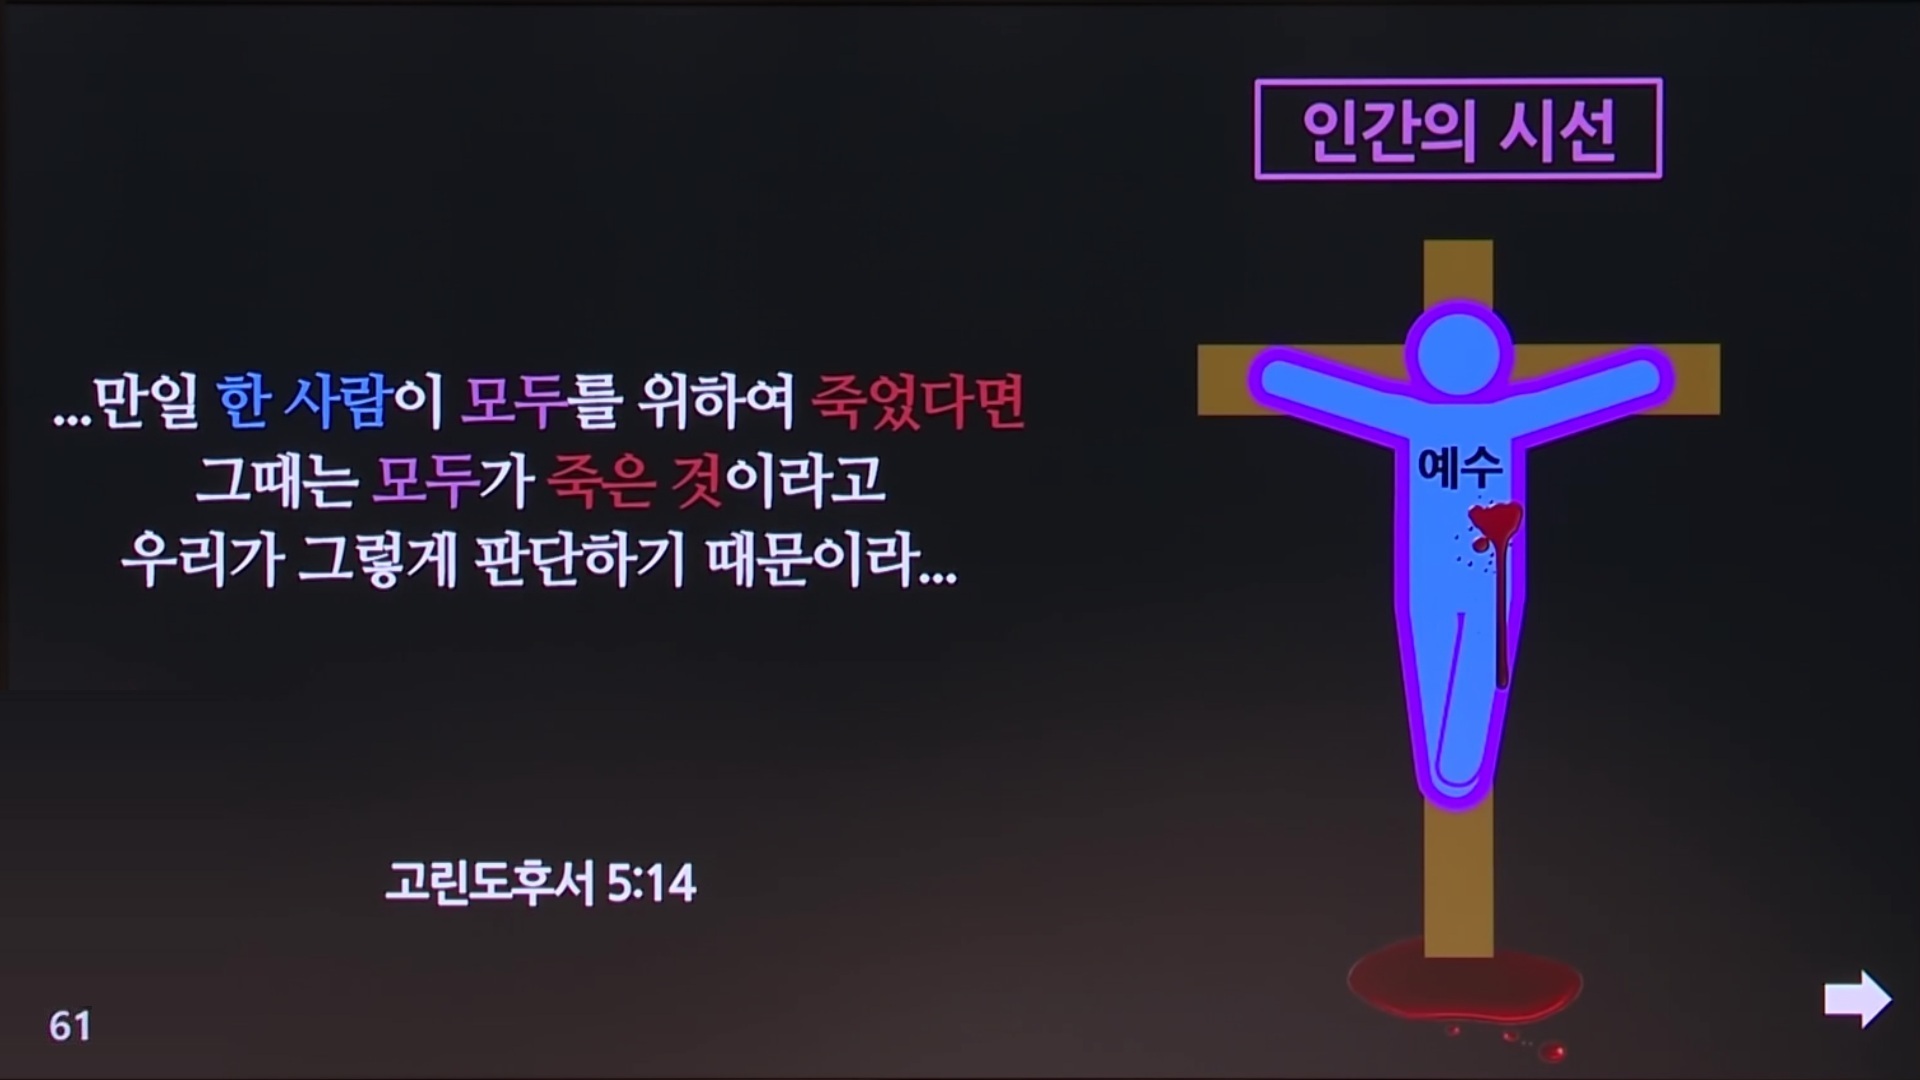 인간의 시선
...만일 한 사람이 모두를 위하여 죽었다면
그때는 모두가 죽은 것이라고
우리가 그렇게 판단하기 때문이라...
예수
고린도후서 5:14
61